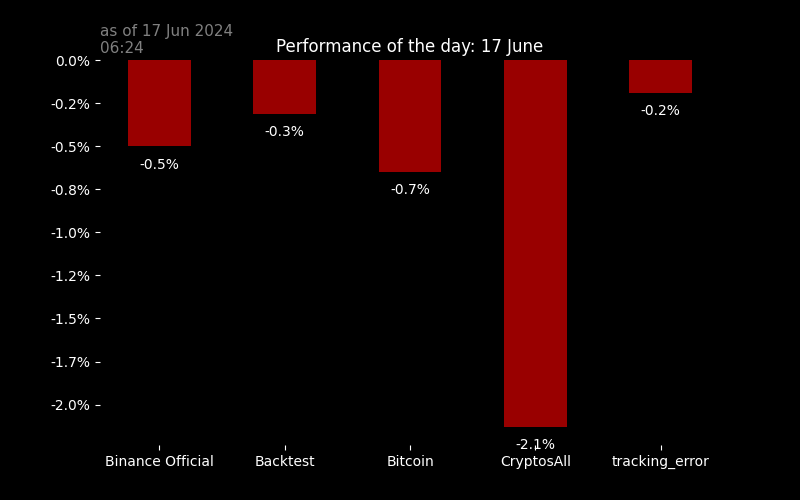 as of 17 Jun 2024
06:24
Performance of the day: 17 June
0.0%
-0.2%
-0.5%
-0.8%
-1.0%
-1.2%
-1.5%
-1.7%
-2.0%
-0.5%
-0.3%
-0.7%
-2.1%
-0.2%
Binance Official
Backtest
Bitcoin
CryptosAll
tracking_error